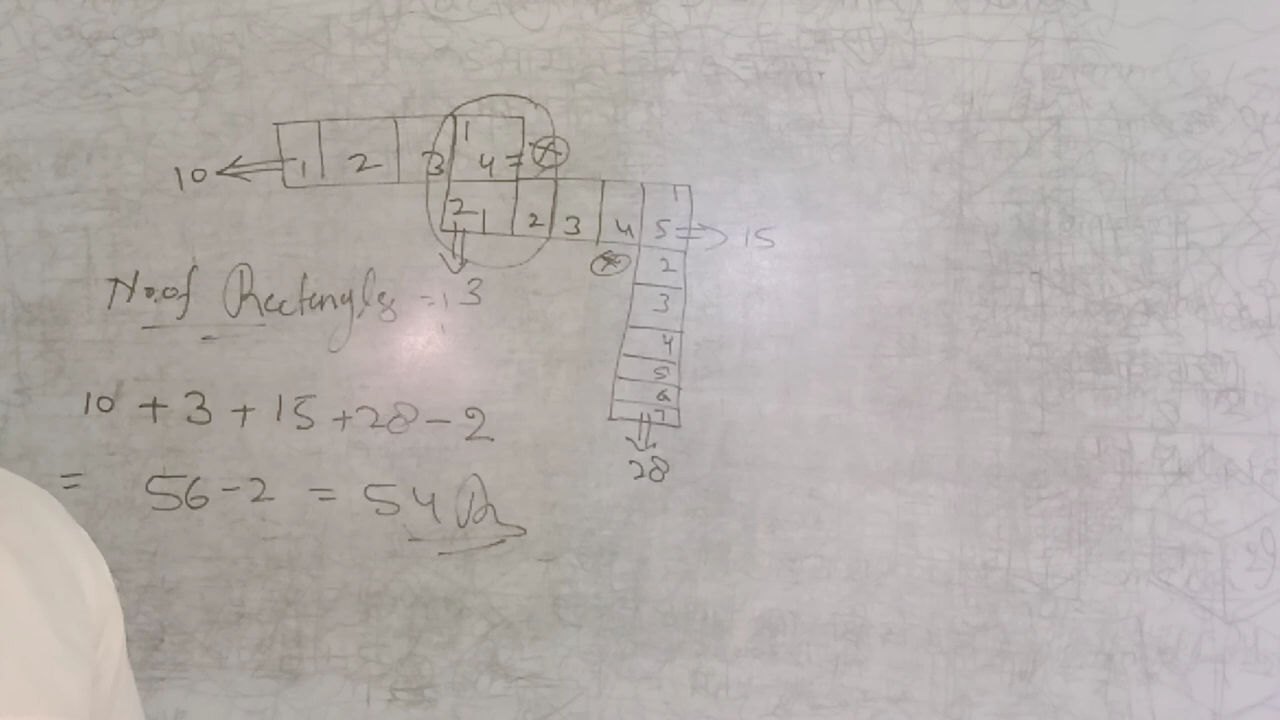 1
10 ← 1 2 3 4 =
2 1
1 2 3 4 5 → 15
2
No. of Rectangles = 3
3
4
5
6
7
10 + 3 + 15 + 28 - 2
28
= 56 - 2 = 54